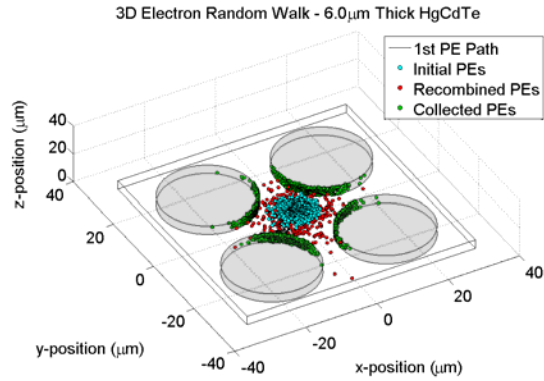 3D Electron Random Walk - 6.0μm Thick HgCdTe
1st PE Path
Initial PEs
Recombined PEs
Collected PEs
z-position (μm)
40
20
0
40
20
0
-20
-40
y-position (μm)
-40
-20
0
20
40
x-position (μm)